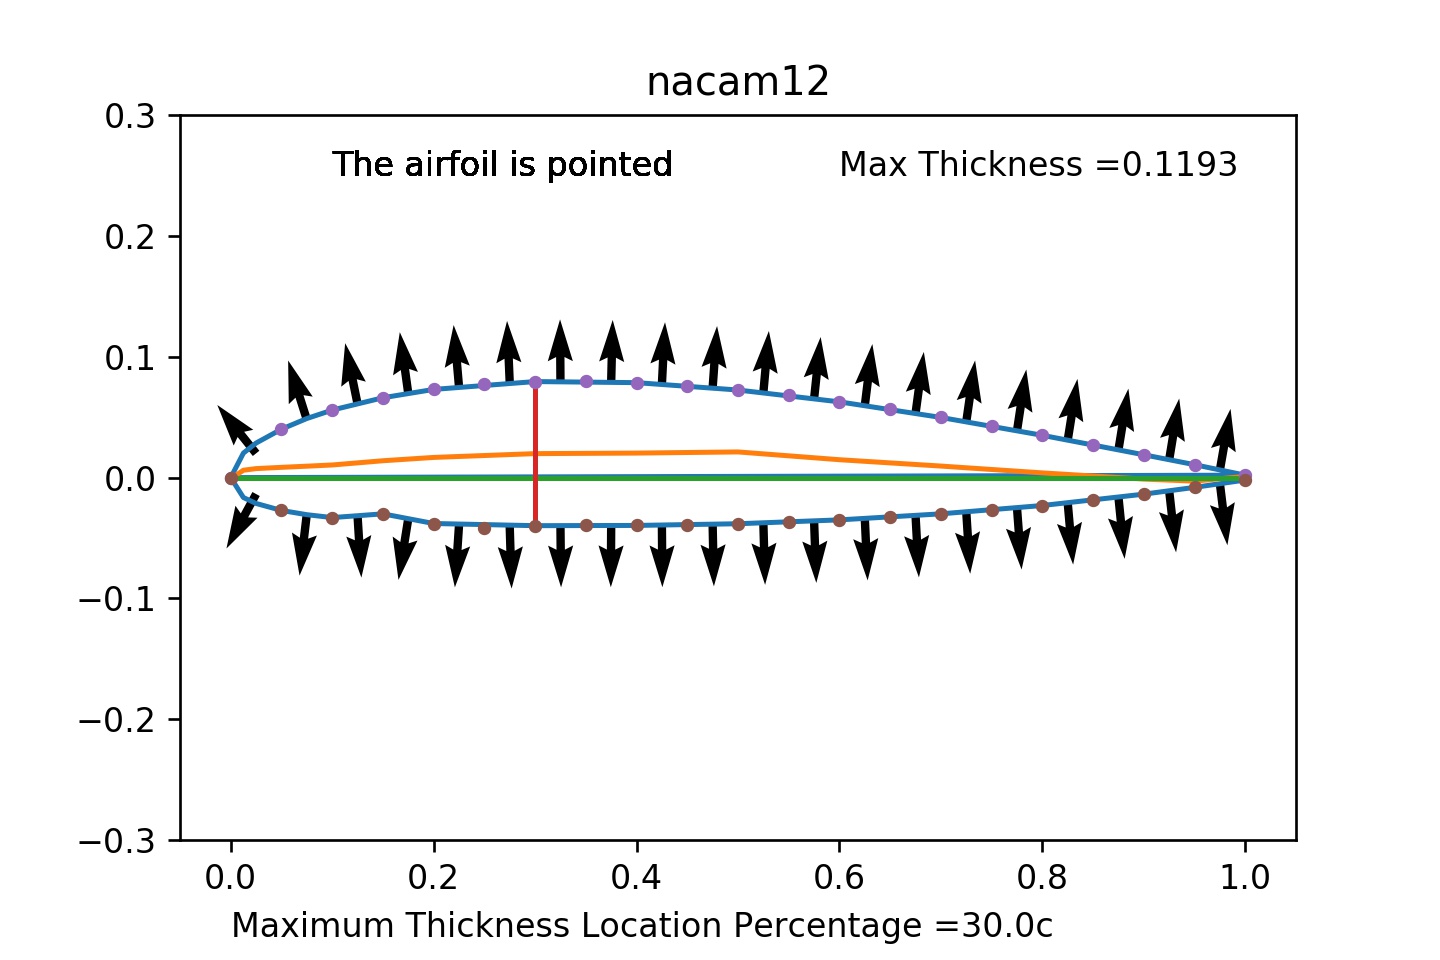 nacam12
The airfoil is pointed
Max Thickness =0.1193
0.3
0.2
0.1
0.0
−0.1
−0.2
−0.3
0.0 0.2 0.4 0.6 0.8 1.0
Maximum Thickness Location Percentage =30.0c